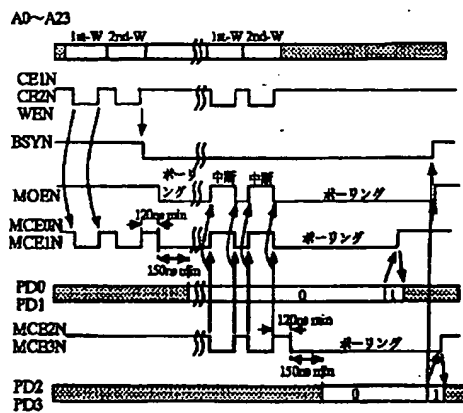 A0～A23
1st-W 2nd-W 1st-W 2nd-W
CE1N
CE2N
WEN
BSYN
ポーリ
ング 中断 中断 ポーリング
MOEN
120ns min
MCE0N
MCE1N ポーリング
150ns min
PD0 0 1
PD1
120ns min
MCE2N
MCE3N ポーリング
150ns min
PD2 0 1
PD3